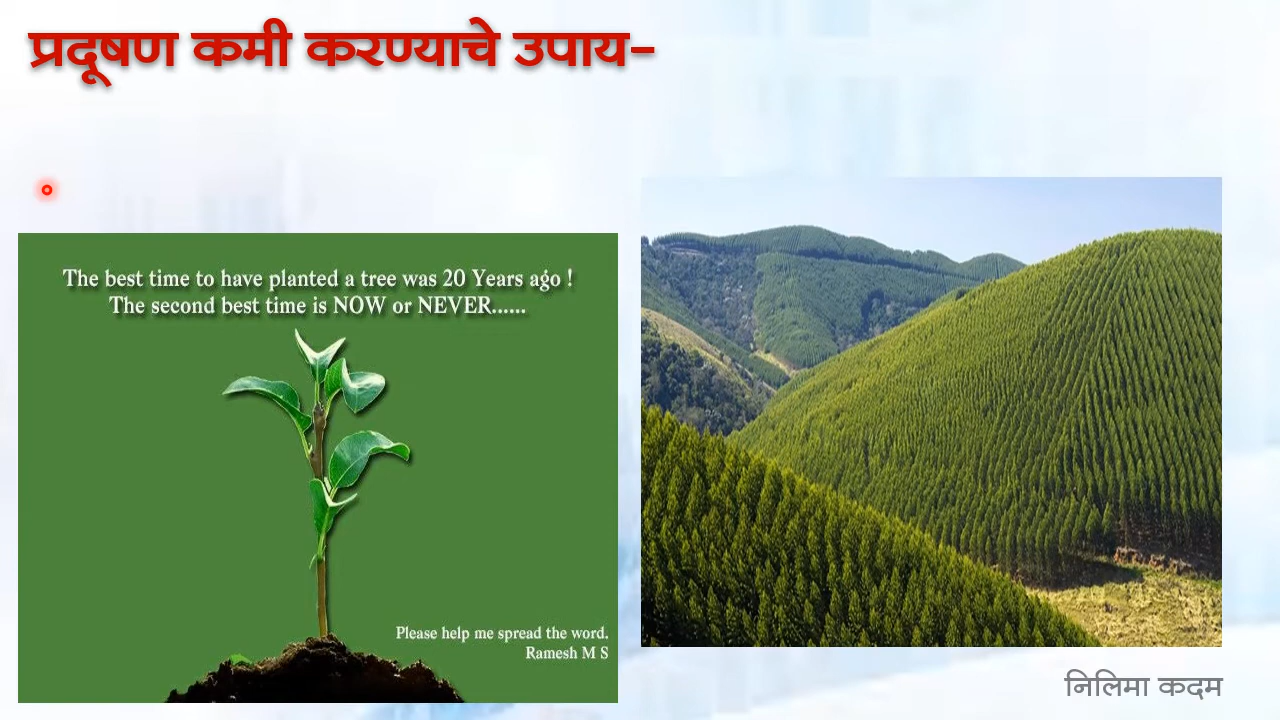 प्रदूषण कमी करण्याचे उपाय-
The best time to have planted a tree was 20 Years ago !
The second best time is NOW or NEVER......
Please help me spread the word.
Ramesh M S
निलिमा कदम